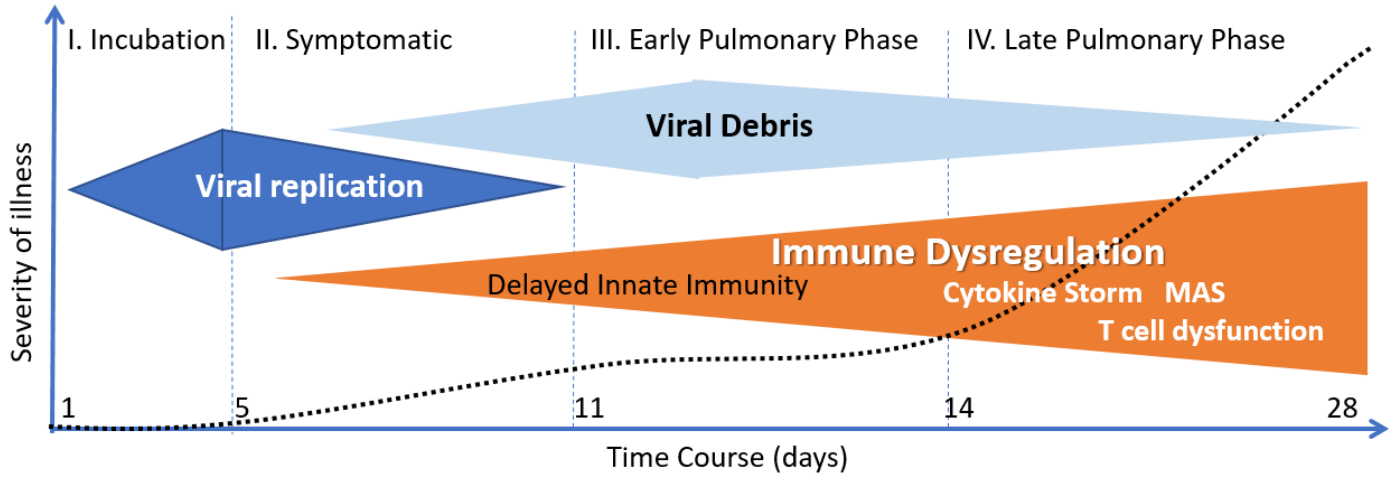 I. Incubation
II. Symptomatic
III. Early Pulmonary Phase
IV. Late Pulmonary Phase
Viral Debris
Viral replication
Immune Dysregulation
Delayed Innate Immunity
Cytokine Storm MAS
T cell dysfunction
Severity of illness
1
5
11
14
28
Time Course (days)